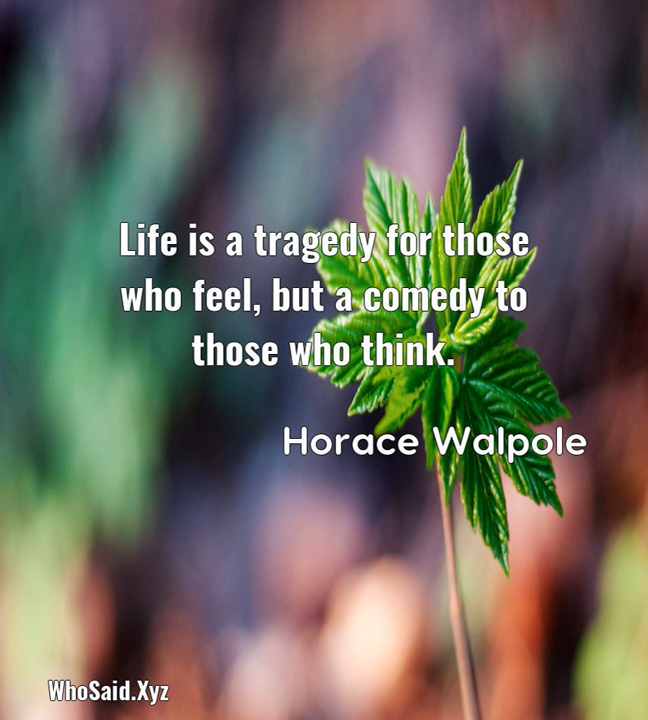 Life is a tragedy for those
who feel, but a comedy to
those who think.
Horace Walpole
WhoSaid.Xyz